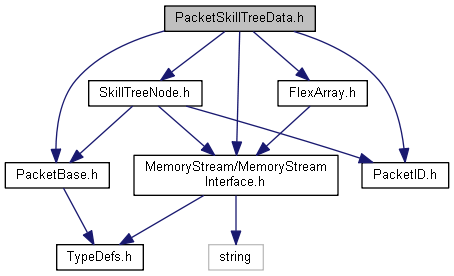 PacketSkillTreeData.h
SkillTreeNode.h
FlexArray.h
PacketBase.h
MemoryStream/MemoryStream
Interface.h
PacketID.h
TypeDefs.h
string